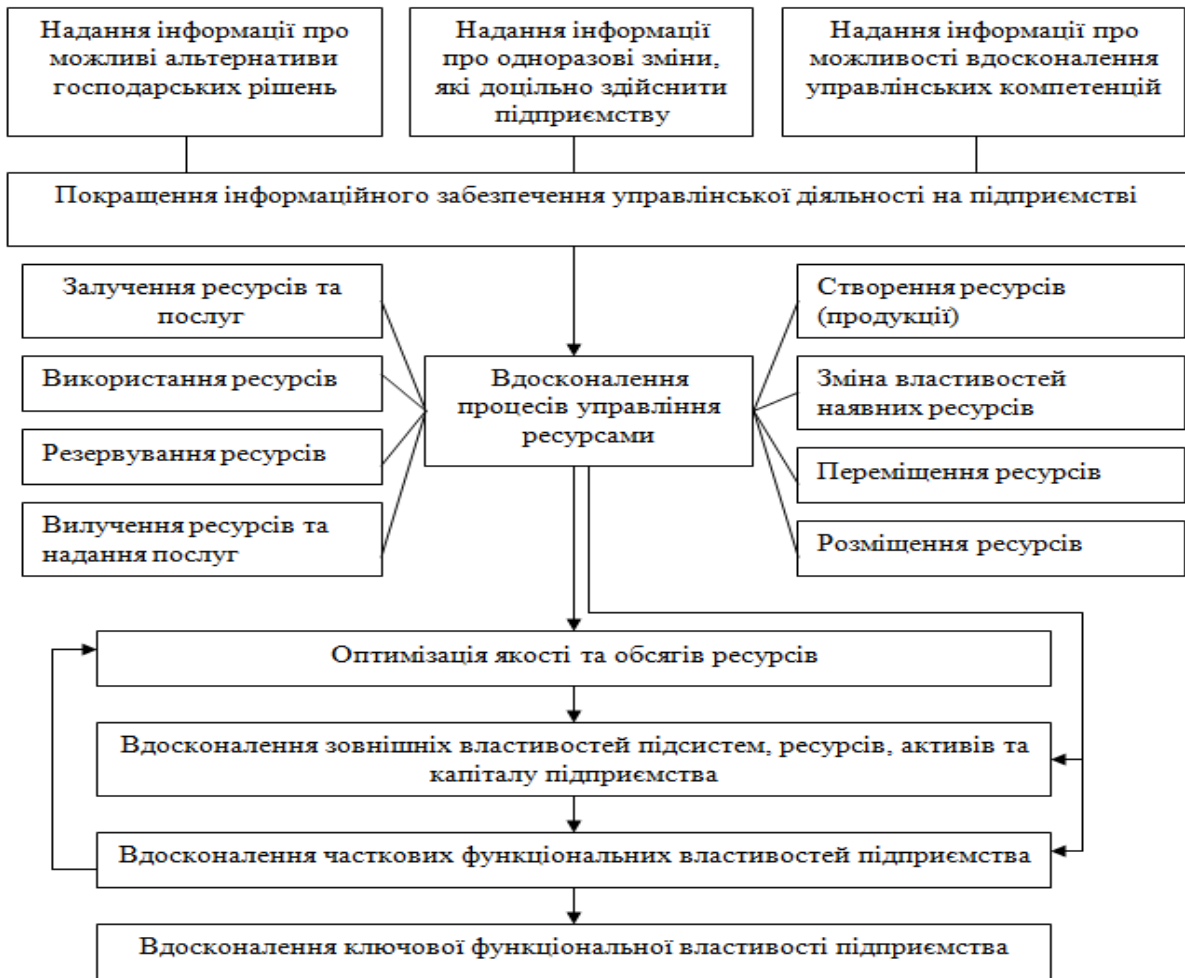 Надання інформації про
можливі альтернативи
господарських рішень
Надання інформації
про одноразові зміни,
які доцільно здійснити
підприємству
Надання інформації про
можливості вдосконалення
управлінських компетенцій
Покращення інформаційного забезпечення управлінської діяльності на підприємстві
Залучення ресурсів та
послуг
Використання ресурсів
Резервування ресурсів
Вилучення ресурсів та
надання послуг
Вдосконалення
процесів управління
ресурсами
Створення ресурсів
(продукції)
Зміна властивостей
наявних ресурсів
Переміщення ресурсів
Розміщення ресурсів
Оптимізація якості та обсягів ресурсів
Вдосконалення зовнішніх властивостей підсистем, ресурсів, активів та
капіталу підприємства
Вдосконалення часткових функціональних властивостей підприємства
Вдосконалення ключової функціональної властивості підприємства